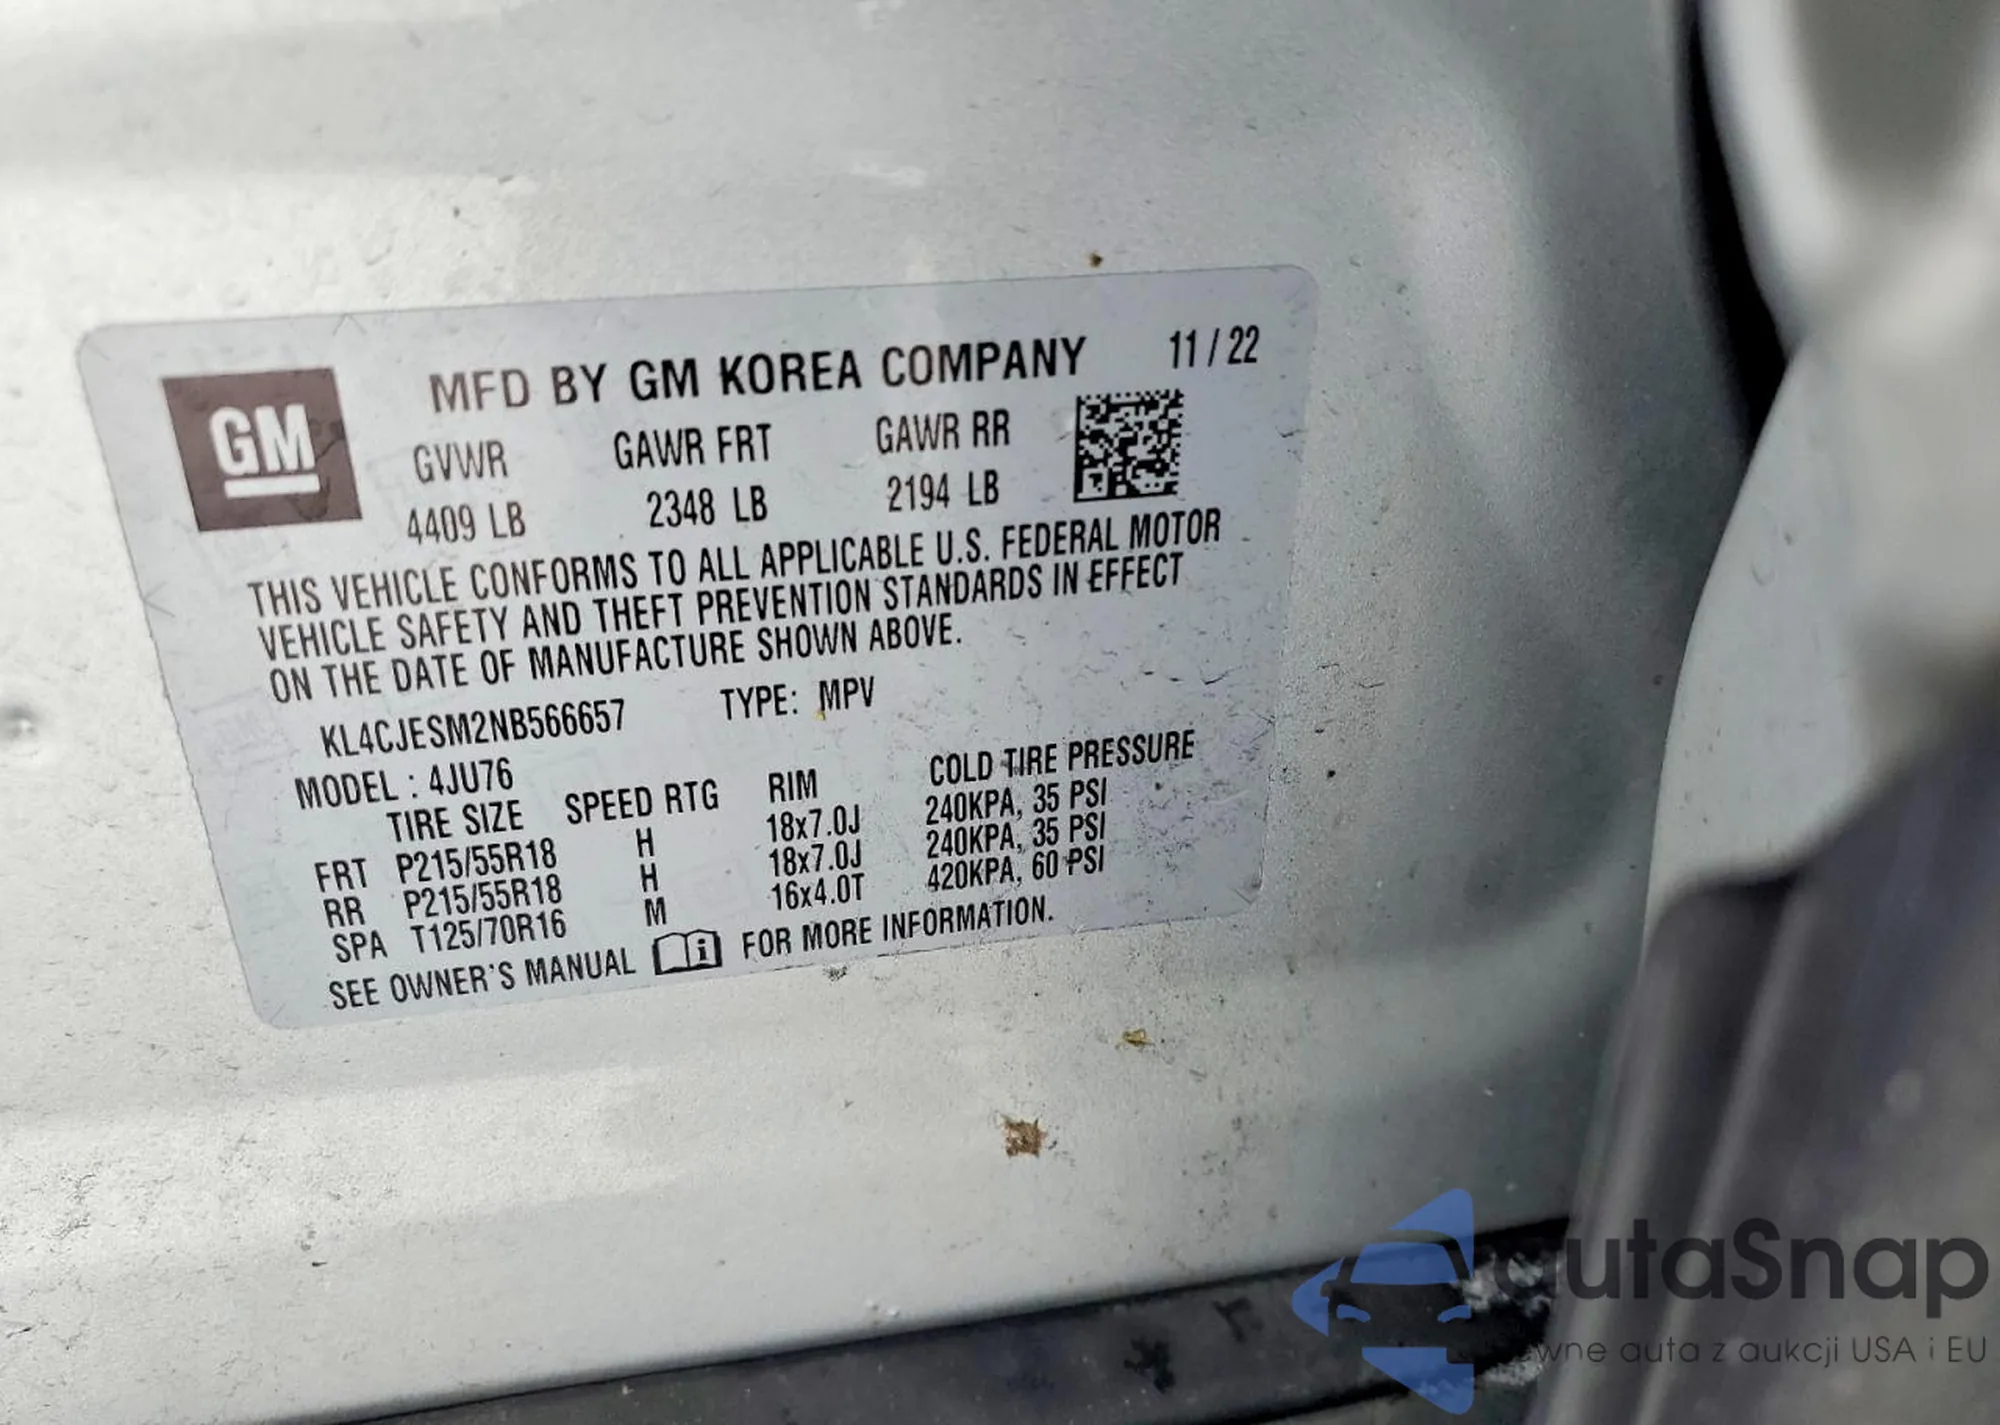 GM
MFD BY GM KOREA COMPANY 11 / 22
GVWR GAWR FRT GAWR RR
4409 LB 2348 LB 2194 LB
THIS VEHICLE CONFORMS TO ALL APPLICABLE U.S. FEDERAL MOTOR
VEHICLE SAFETY AND THEFT PREVENTION STANDARDS IN EFFECT
ON THE DATE OF MANUFACTURE SHOWN ABOVE.
KL4CJESM2NB566657 TYPE: MPV
MODEL : 4JU76
TIRE SIZE SPEED RTG RIM COLD TIRE PRESSURE
FRT P215/55R18 H 18x7.0J 240KPA, 35 PSI
RR P215/55R18 H 18x7.0J 240KPA, 35 PSI
SPA T125/70R16 M 16x4.0T 420KPA, 60 PSI
SEE OWNER'S MANUAL FOR MORE INFORMATION.
autaSnap
auta z aukcji USA i EU